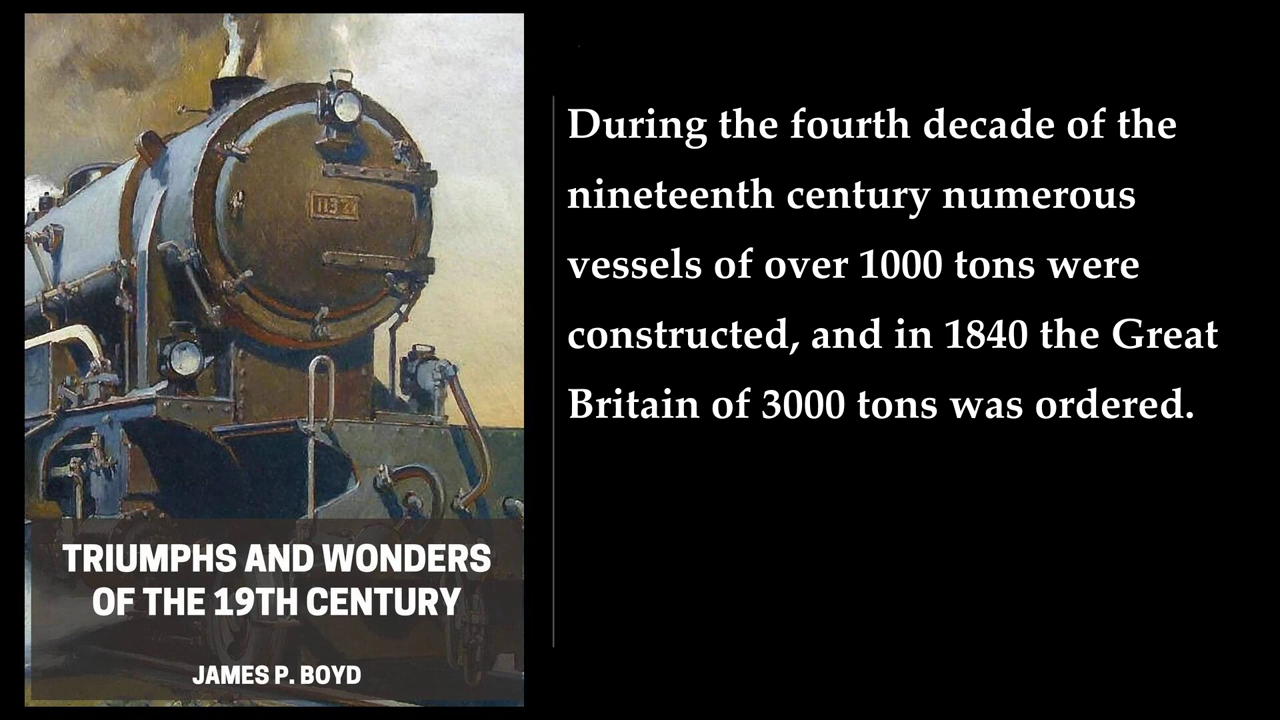 During the fourth decade of the
nineteenth century numerous
vessels of over 1000 tons were
constructed, and in 1840 the Great
Britain of 3000 tons was ordered.
TRIUMPHS AND WONDERS
OF THE 19TH CENTURY
JAMES P. BOYD